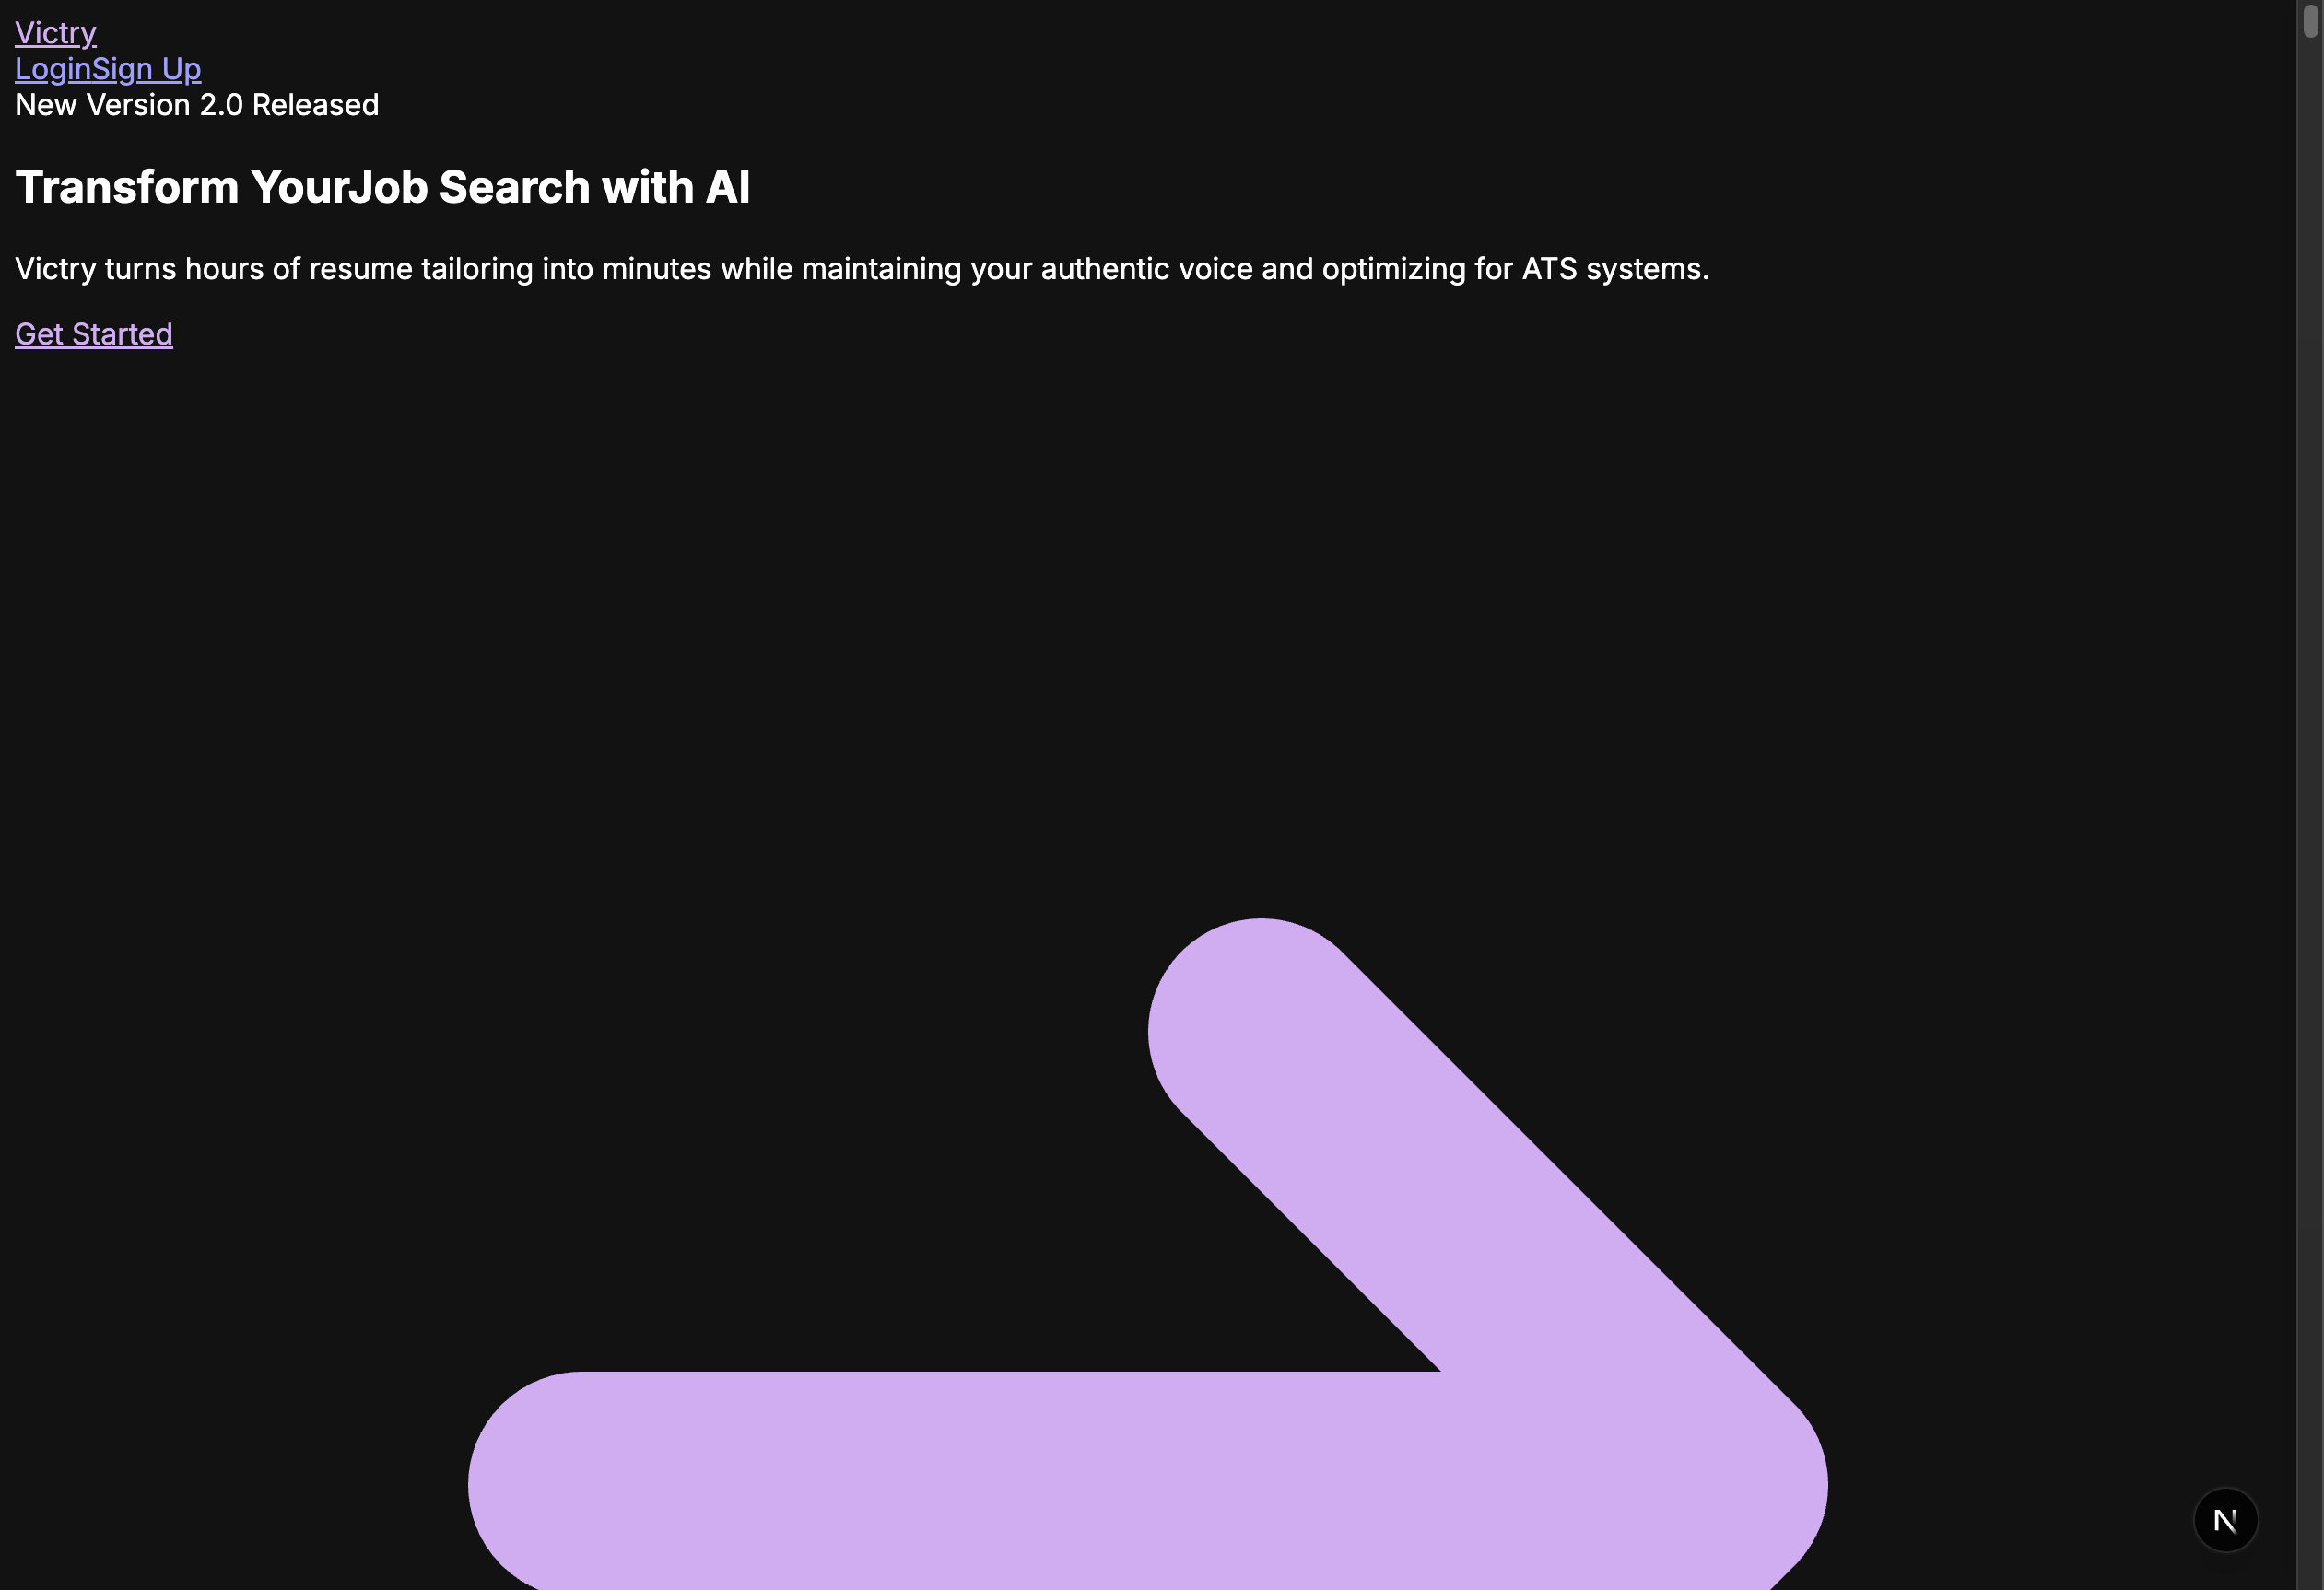 Victry
LoginSign Up
New Version 2.0 Released
Transform YourJob Search with AI
Victry turns hours of resume tailoring into minutes while maintaining your authentic voice and optimizing for ATS systems.
Get Started
N